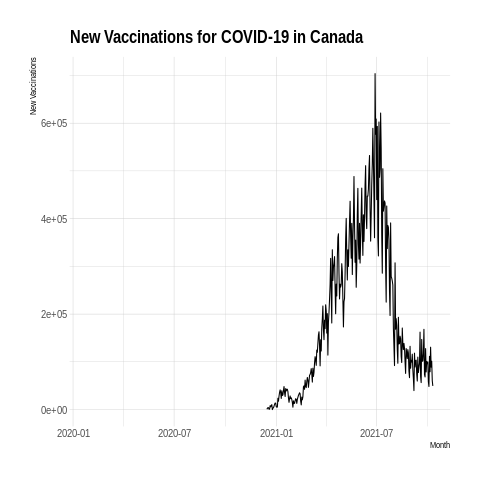 New Vaccinations for COVID-19 in Canada
New Vaccinations
6e+05
4e+05
2e+05
0e+00
2020-01 2020-07 2021-01 2021-07
Month